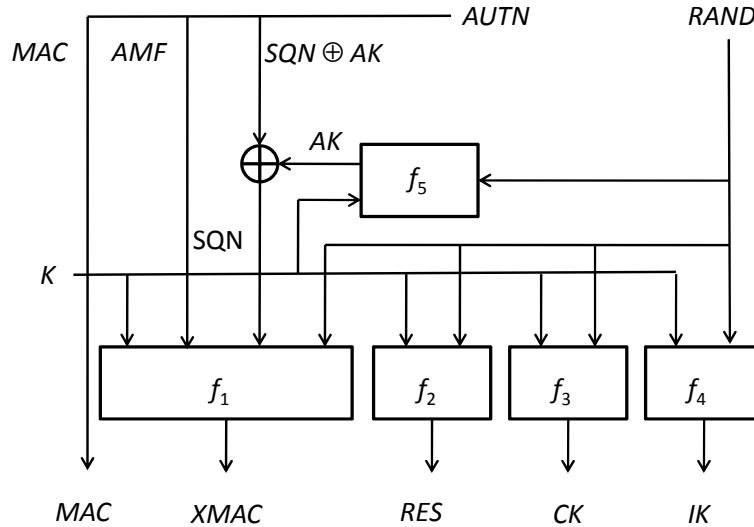 AUTN
RAND
MAC
AMF
SQN ⊕ AK
AK
f₅
SQN
K
f₁
f₂
f₃
f₄
MAC
XMAC
RES
CK
IK